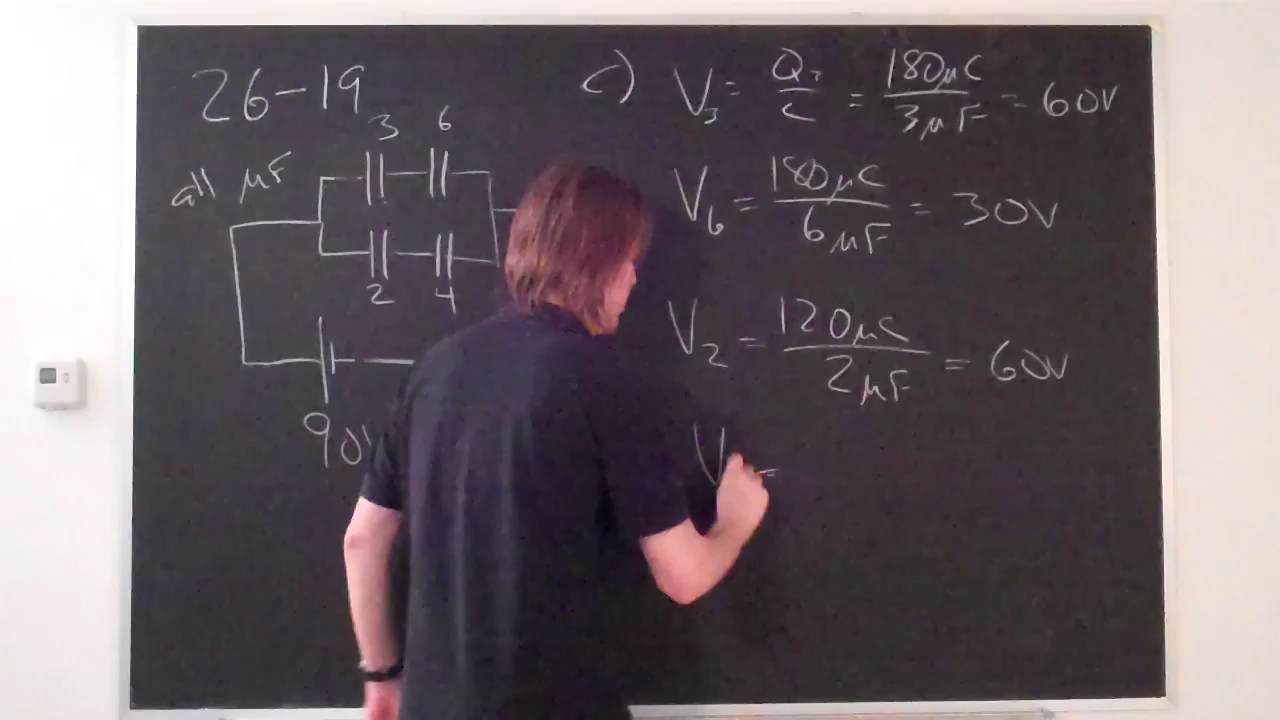 26-19
all μF
3 6
2 4
90V
c) V₃ = Q₃/C = 180μC/3μF = 60V
V₆ = 180μC/6μF = 30V
V₂ = 120μC/2μF = 60V
V =